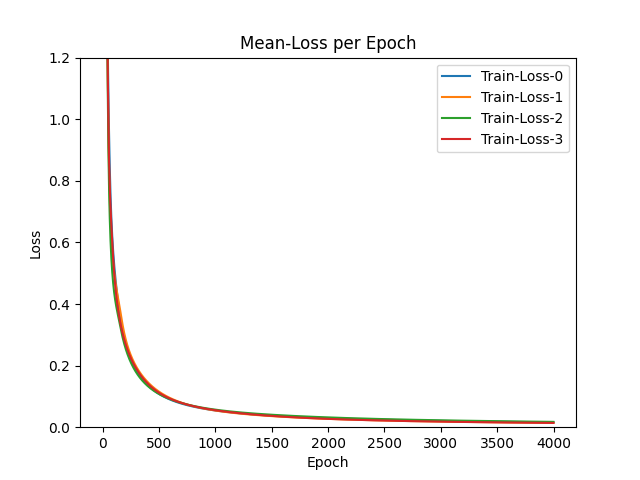 Mean-Loss per Epoch
1.2
1.0
0.8
0.6
0.4
0.2
0.0
Loss
Train-Loss-0
Train-Loss-1
Train-Loss-2
Train-Loss-3
0 500 1000 1500 2000 2500 3000 3500 4000
Epoch